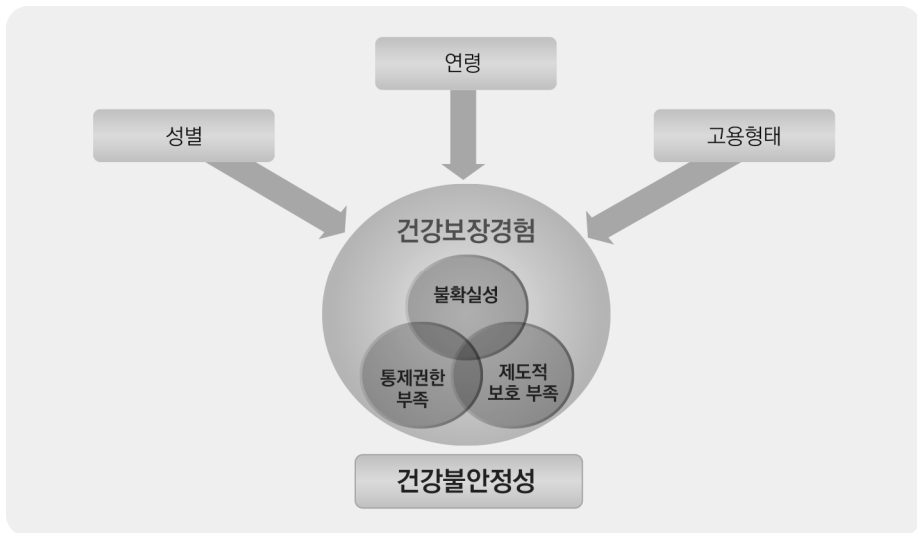 연령
성별
고용형태
건강보장경험
불확실성
통제권한
부족
제도적
보호 부족
건강불안정성